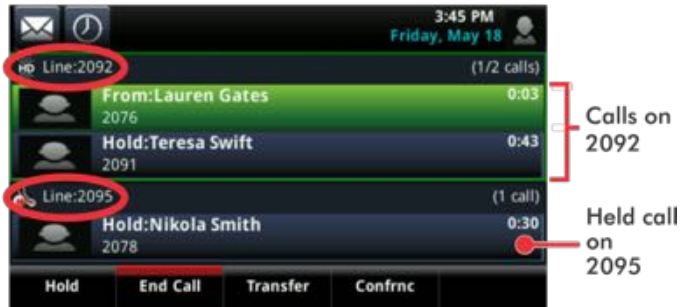 3:45 PM
Friday, May 18
HD Line:2092 (1/2 calls)
From:Lauren Gates 0:03
2076
Hold:Teresa Swift 0:43
2091
Line:2095 (1 call)
Hold:Nikola Smith 0:30
2078
Hold End Call Transfer Confrnc
Calls on
2092
Held call
on
2095